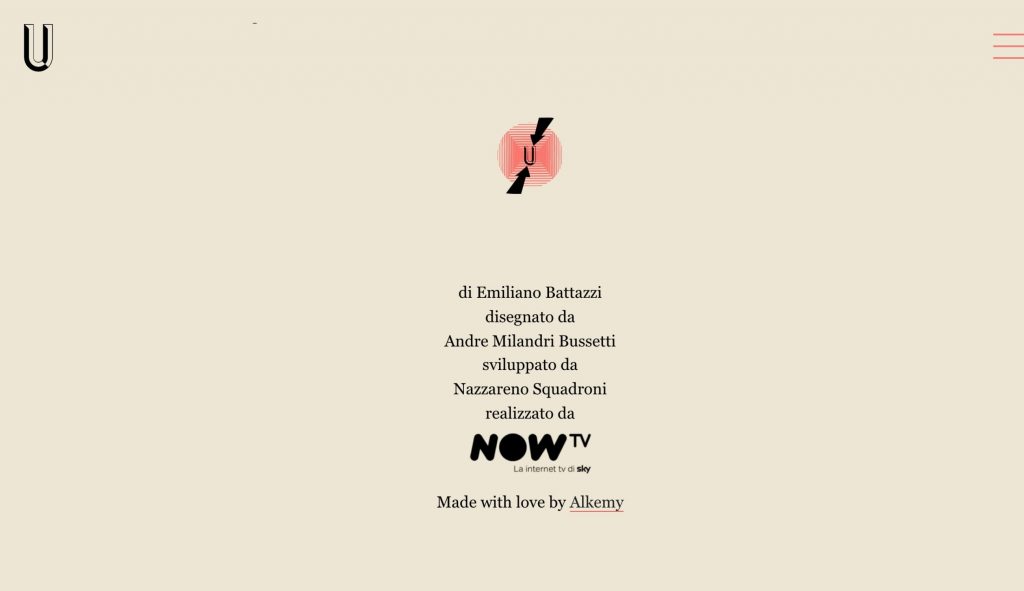 U
U
di Emiliano Battazzi
disegnato da
Andre Milandri Bussetti
sviluppato da
Nazzareno Squadroni
realizzato da
NOW TV
La internet tv di sky
Made with love by Alkemy